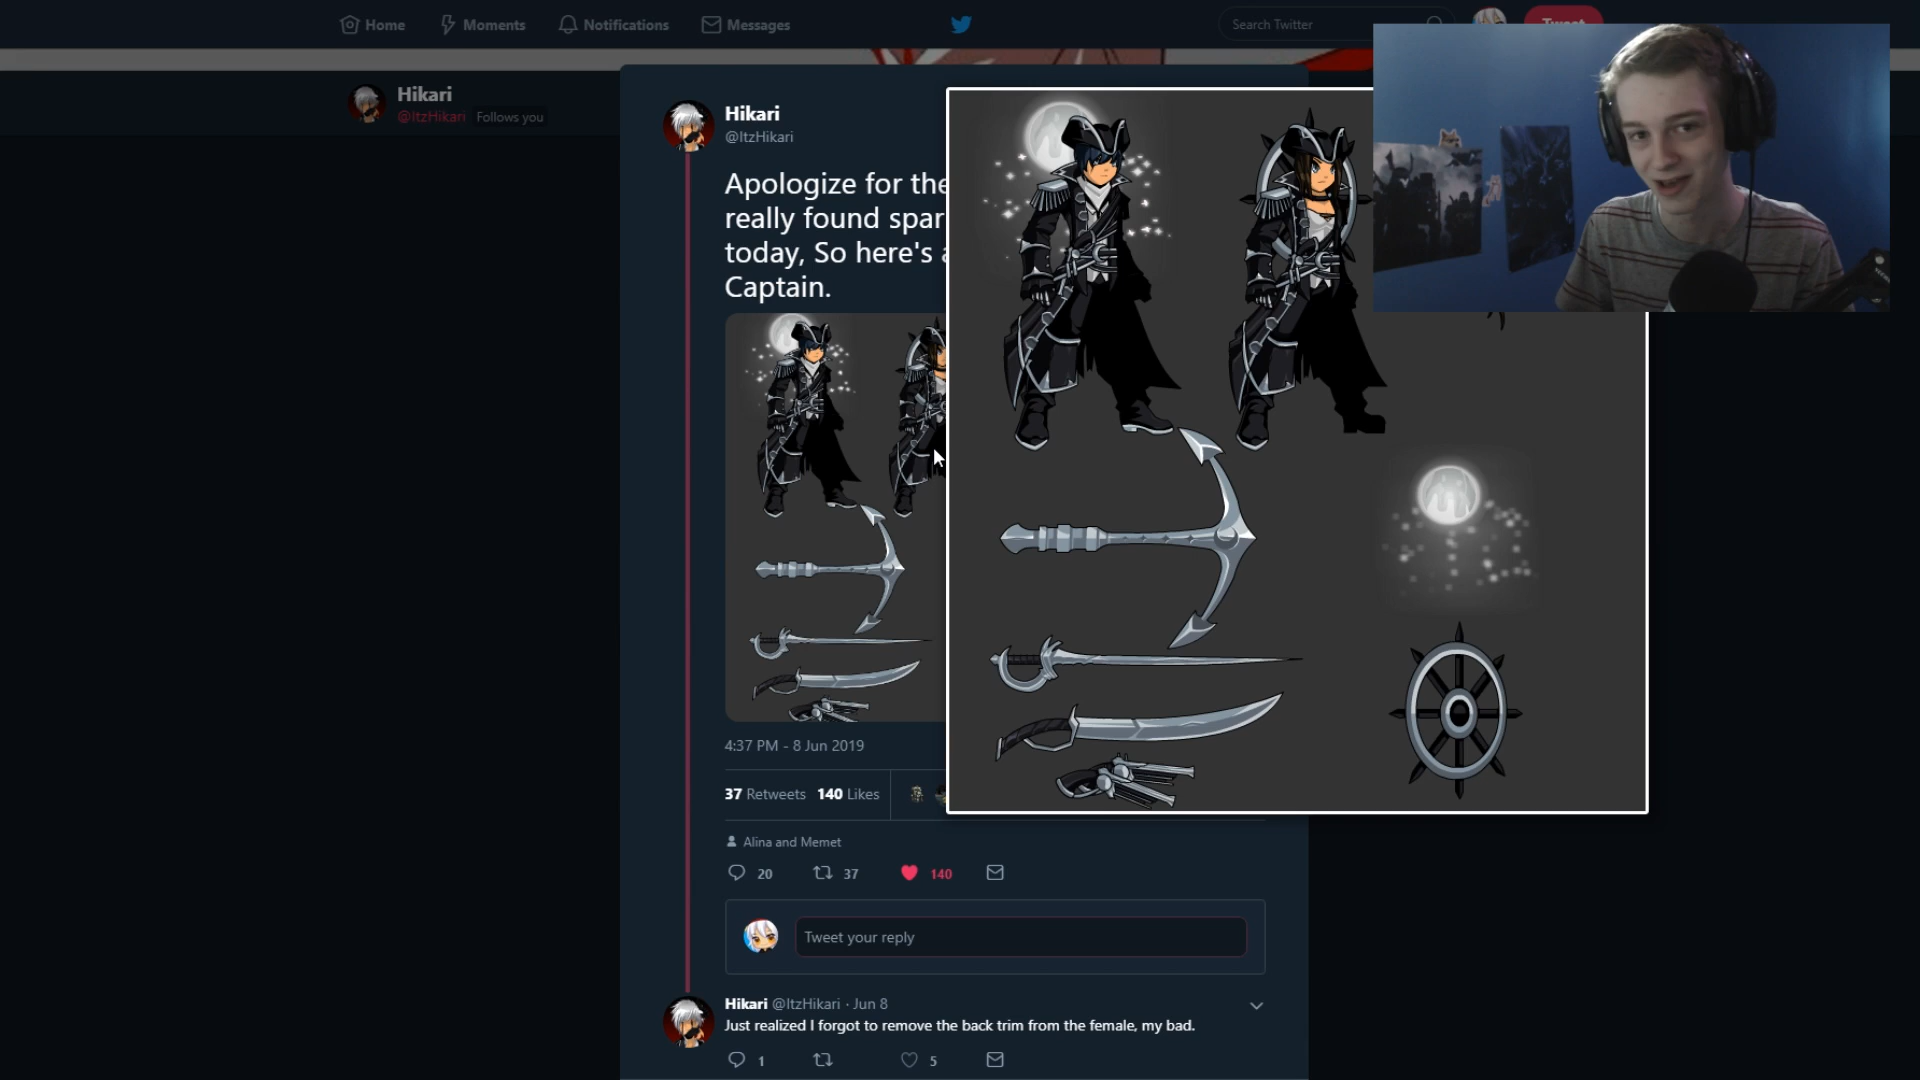 Home
Moments
Notifications
Messages
Search Twitter
Tweet
Hikari
@ItzHikari Follows you
Hikari
@ItzHikari
Apologize for the
really found spar
today, So here's a
Captain.
4:37 PM - 8 Jun 2019
37 Retweets 140 Likes
Alina and Memet
20 37 140
Tweet your reply
Hikari @ItzHikari · Jun 8
Just realized I forgot to remove the back trim from the female, my bad.
1 5